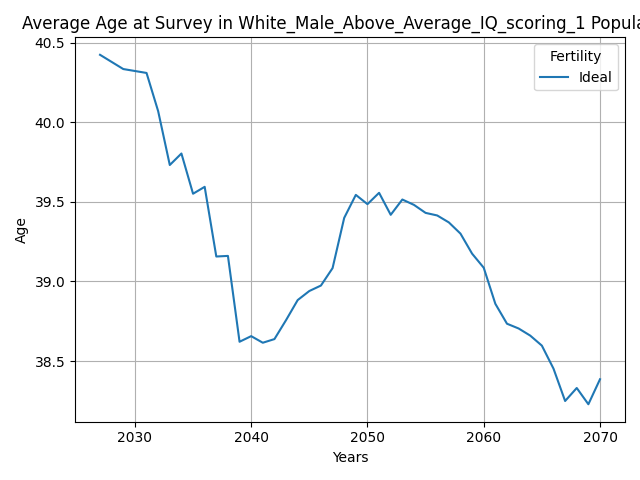 Average Age at Survey in White_Male_Above_Average_IQ_scoring_1 Popula
40.5
40.0
39.5
39.0
38.5
Age
Fertility
Ideal
2030 2040 2050 2060 2070
Years